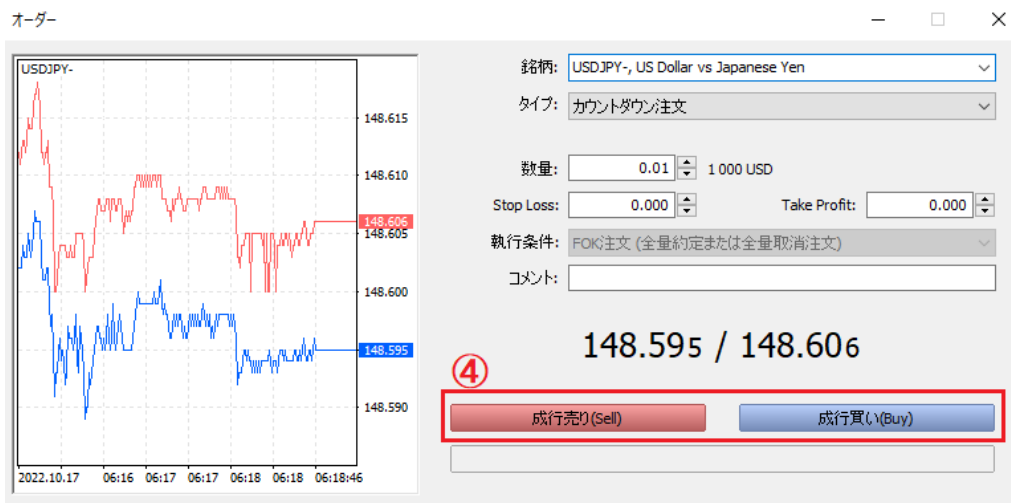 オーダー
USDJPY-
148.615
148.610
148.606
148.605
148.600
148.595
148.590
2022.10.17 06:16 06:17 06:17 06:18 06:18 06:18:46
銘柄: USDJPY-, US Dollar vs Japanese Yen
タイプ: カウントダウン注文
数量: 0.01 1 000 USD
Stop Loss: 0.000 Take Profit: 0.000
執行条件: FOK注文 (全量約定または全量取消注文)
コメント:
148.595 / 148.606
④
成行売り(Sell) 成行買い(Buy)